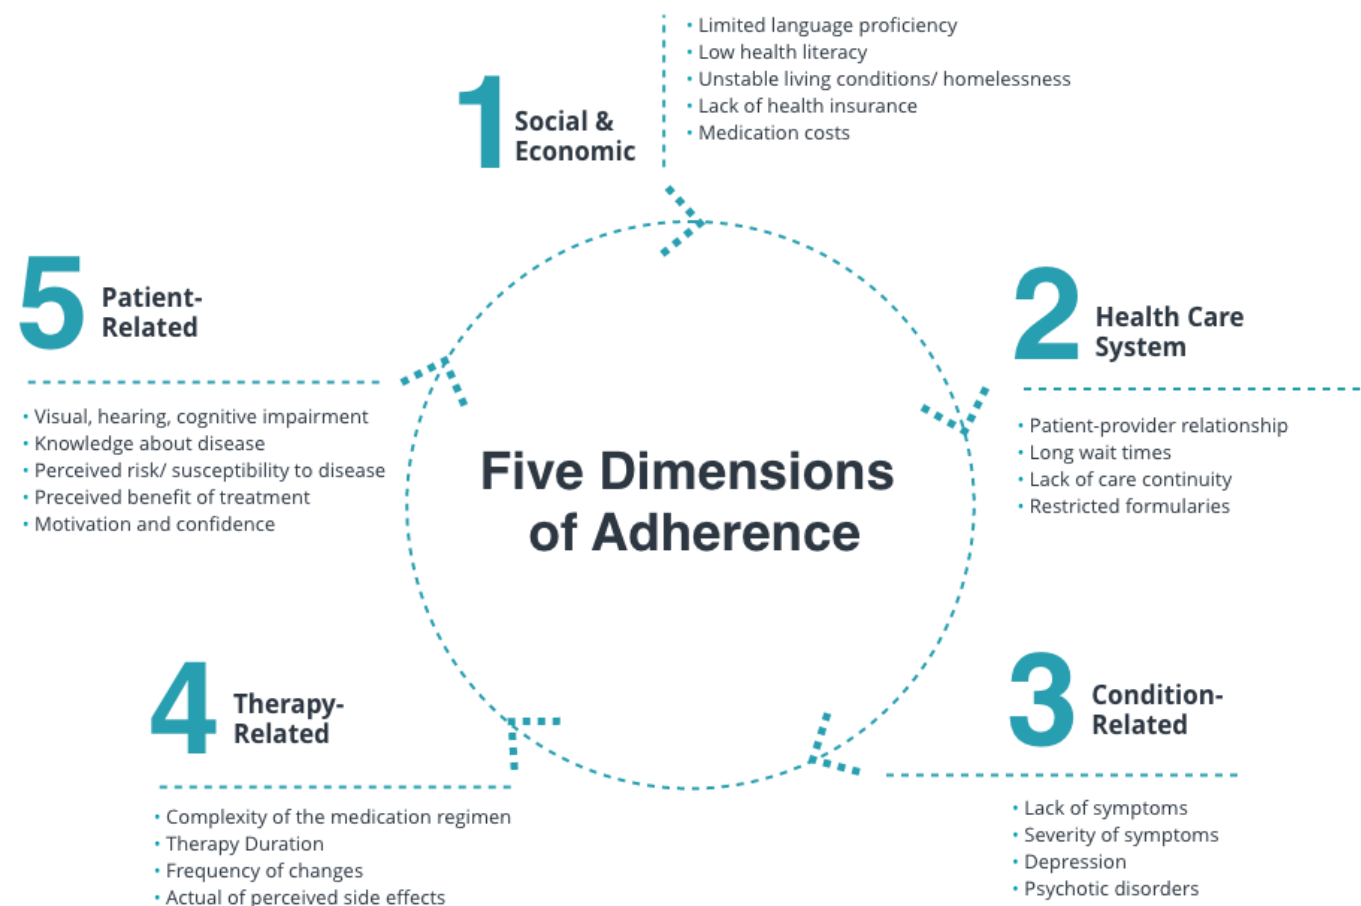 1
Social &
Economic
• Limited language proficiency
• Low health literacy
• Unstable living conditions/ homelessness
• Lack of health insurance
• Medication costs
2
Health Care
System
• Patient-provider relationship
• Long wait times
• Lack of care continuity
• Restricted formularies
3
Condition-
Related
• Lack of symptoms
• Severity of symptoms
• Depression
• Psychotic disorders
4
Therapy-
Related
• Complexity of the medication regimen
• Therapy Duration
• Frequency of changes
• Actual of perceived side effects
5
Patient-
Related
• Visual, hearing, cognitive impairment
• Knowledge about disease
• Perceived risk/ susceptibility to disease
• Preceived benefit of treatment
• Motivation and confidence
Five Dimensions
of Adherence